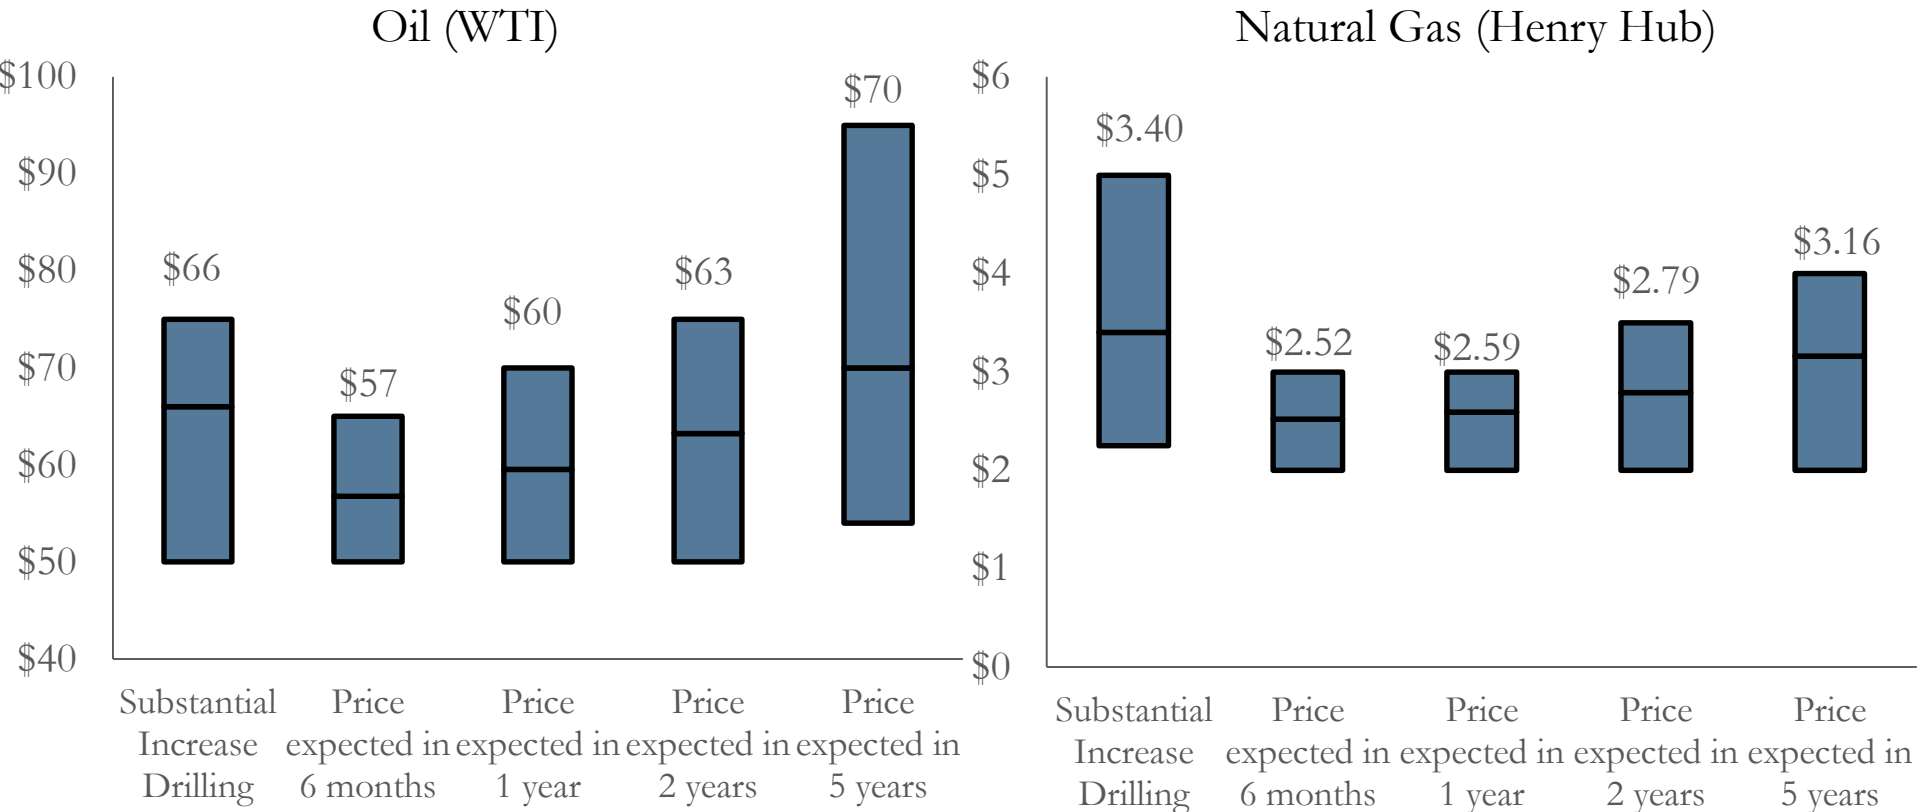 Oil (WTI)
$100
$90
$80
$70
$60
$50
$40
$66
$57
$60
$63
$70
Substantial
Increase
Drilling
Price
expected in
6 months
Price
expected in
1 year
Price
expected in
2 years
Price
expected in
5 years
Natural Gas (Henry Hub)
$6
$5
$4
$3
$2
$1
$0
$3.40
$2.52
$2.59
$2.79
$3.16
Substantial
Increase
Drilling
Price
expected in
6 months
Price
expected in
1 year
Price
expected in
2 years
Price
expected in
5 years